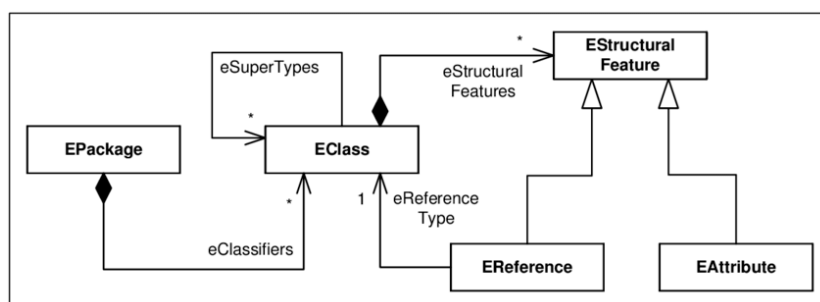 *
EStructural
Feature
eSuperTypes
eStructural
Features
*
EPackage
EClass
*
1
eReference
Type
eClassifiers
EReference
EAttribute